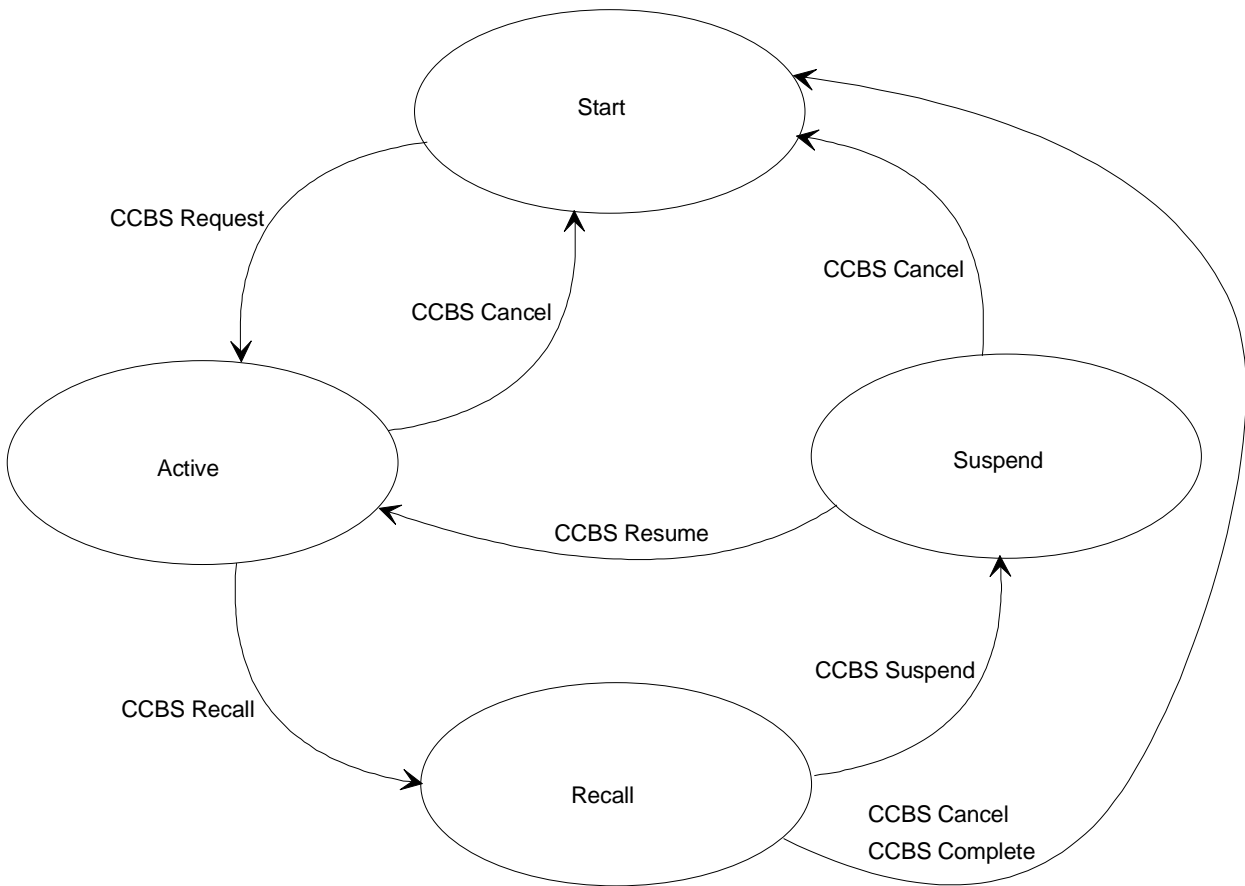 Start
CCBS Request
CCBS Cancel
CCBS Cancel
Active
Suspend
CCBS Resume
CCBS Suspend
CCBS Recall
Recall
CCBS Cancel
CCBS Complete